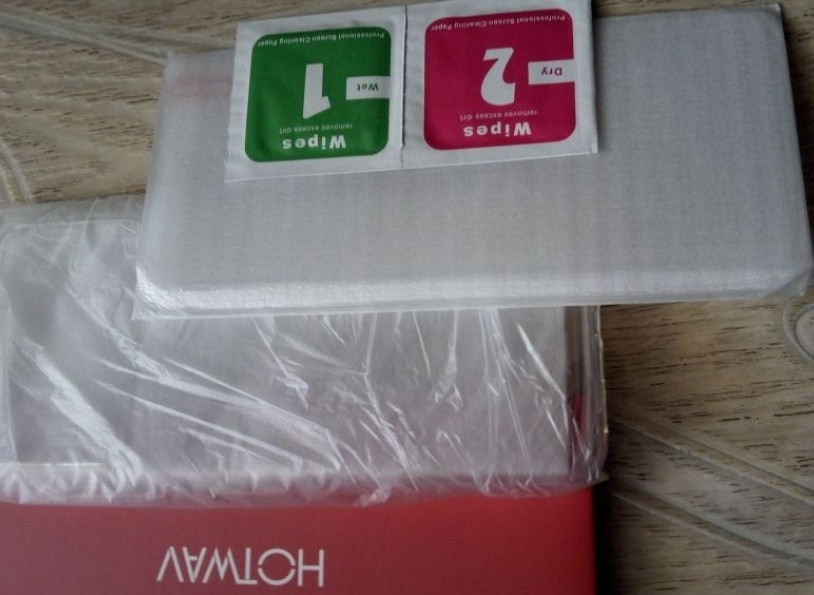 Wipes
removes excess dirt
1
Wet
Professional Screen Cleaning Paper
Wipes
removes excess dirt
2
Dry
Professional Screen Cleaning Paper
HOTWAV